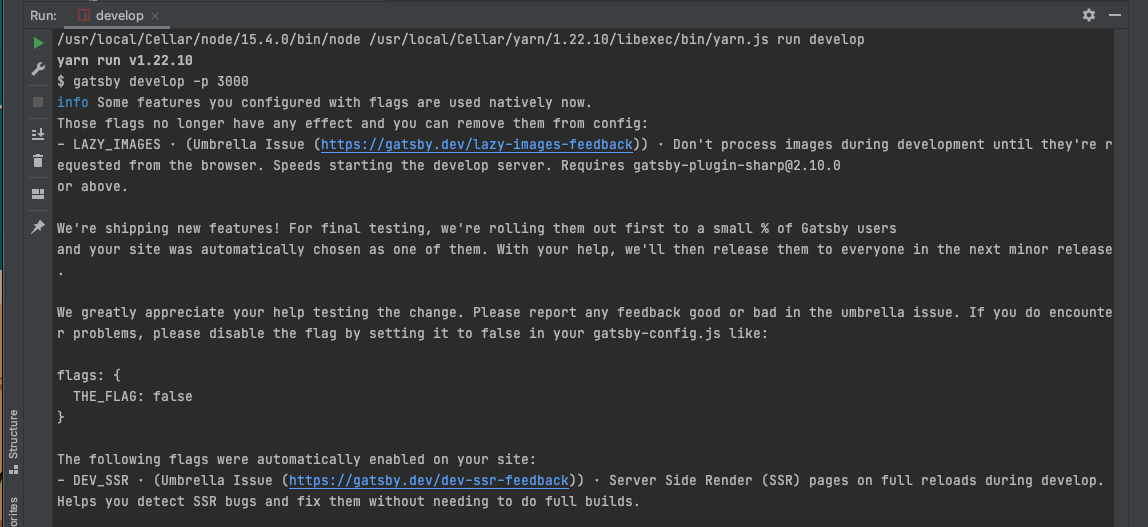 Run: develop
/usr/local/Cellar/node/15.4.0/bin/node /usr/local/Cellar/yarn/1.22.10/libexec/bin/yarn.js run develop
yarn run v1.22.10
$ gatsby develop -p 3000
info Some features you configured with flags are used natively now.
Those flags no longer have any effect and you can remove them from config:
- LAZY_IMAGES · (Umbrella Issue (https://gatsby.dev/lazy-images-feedback)) · Don't process images during development until they're r
equested from the browser. Speeds starting the develop server. Requires gatsby-plugin-sharp@2.10.0
or above.
We're shipping new features! For final testing, we're rolling them out first to a small % of Gatsby users
and your site was automatically chosen as one of them. With your help, we'll then release them to everyone in the next minor release
.
We greatly appreciate your help testing the change. Please report any feedback good or bad in the umbrella issue. If you do encounte
r problems, please disable the flag by setting it to false in your gatsby-config.js like:
flags: {
  THE_FLAG: false
}
The following flags were automatically enabled on your site:
- DEV_SSR · (Umbrella Issue (https://gatsby.dev/dev-ssr-feedback)) · Server Side Render (SSR) pages on full reloads during develop.
Helps you detect SSR bugs and fix them without needing to do full builds.
Structure
orites